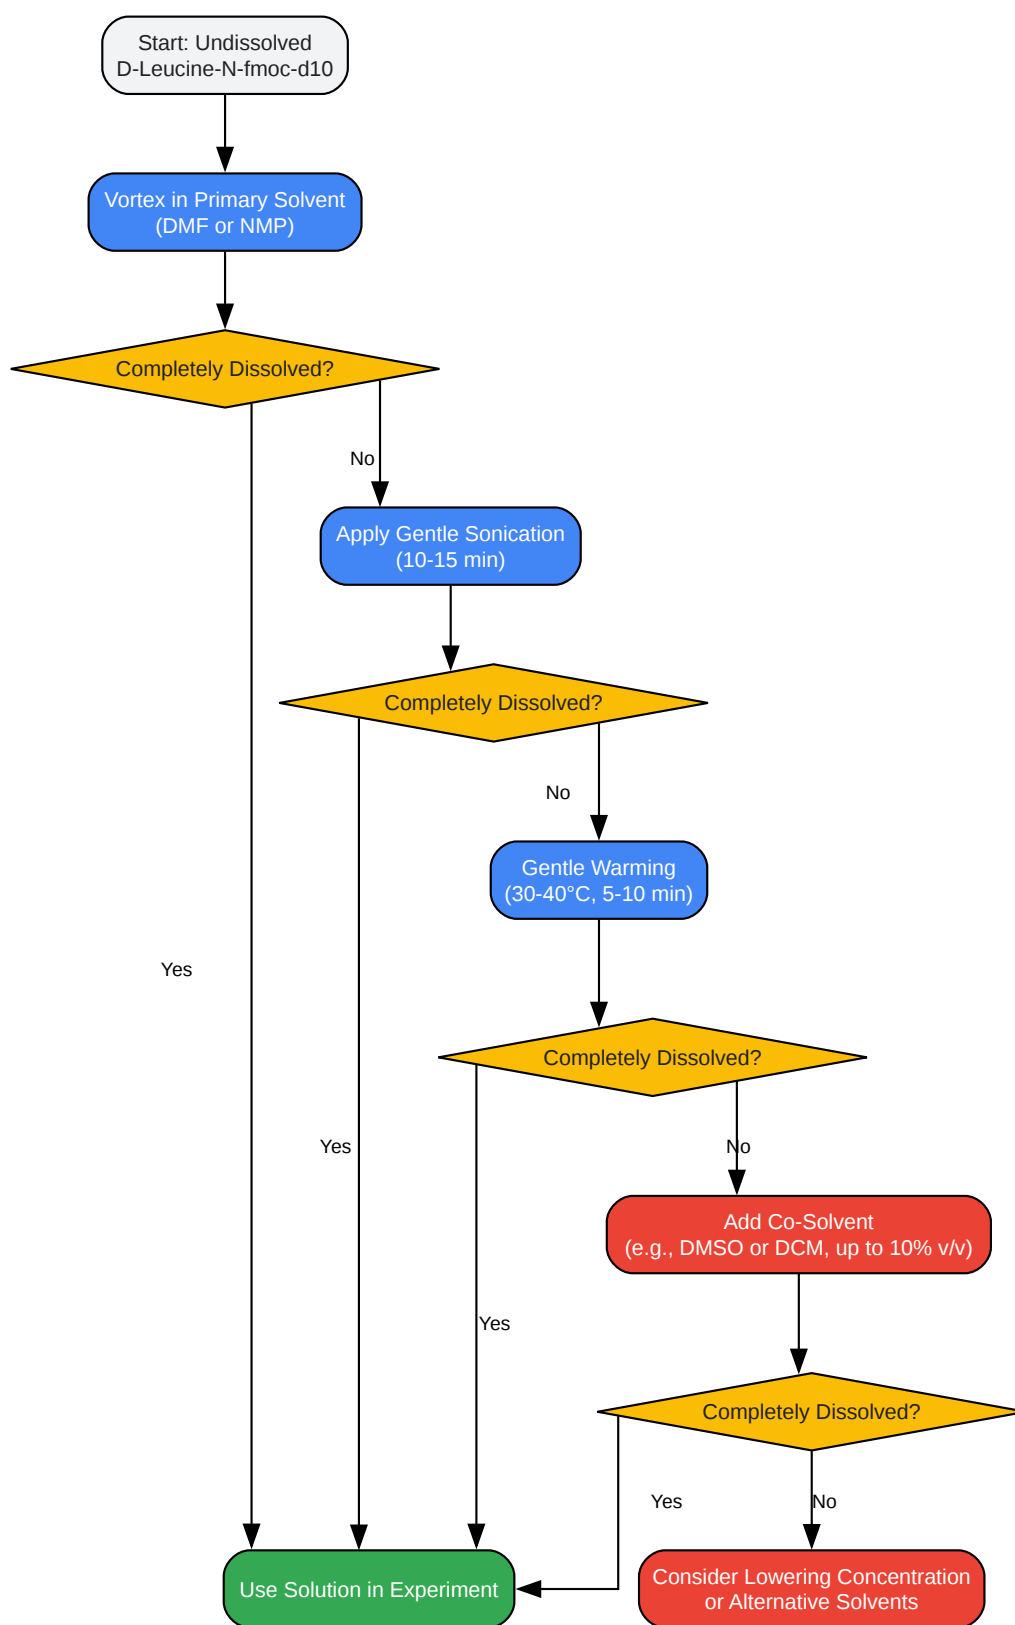 Start: Undissolved
D-Leucine-N-fmoc-d10
Vortex in Primary Solvent
(DMF or NMP)
Completely Dissolved?
No
Apply Gentle Sonication
(10-15 min)
Completely Dissolved?
No
Gentle Warming
(30-40°C, 5-10 min)
Yes
Completely Dissolved?
Yes
No
Add Co-Solvent
(e.g., DMSO or DCM, up to 10% v/v)
Yes
Completely Dissolved?
Yes
No
Use Solution in Experiment
Consider Lowering Concentration
or Alternative Solvents